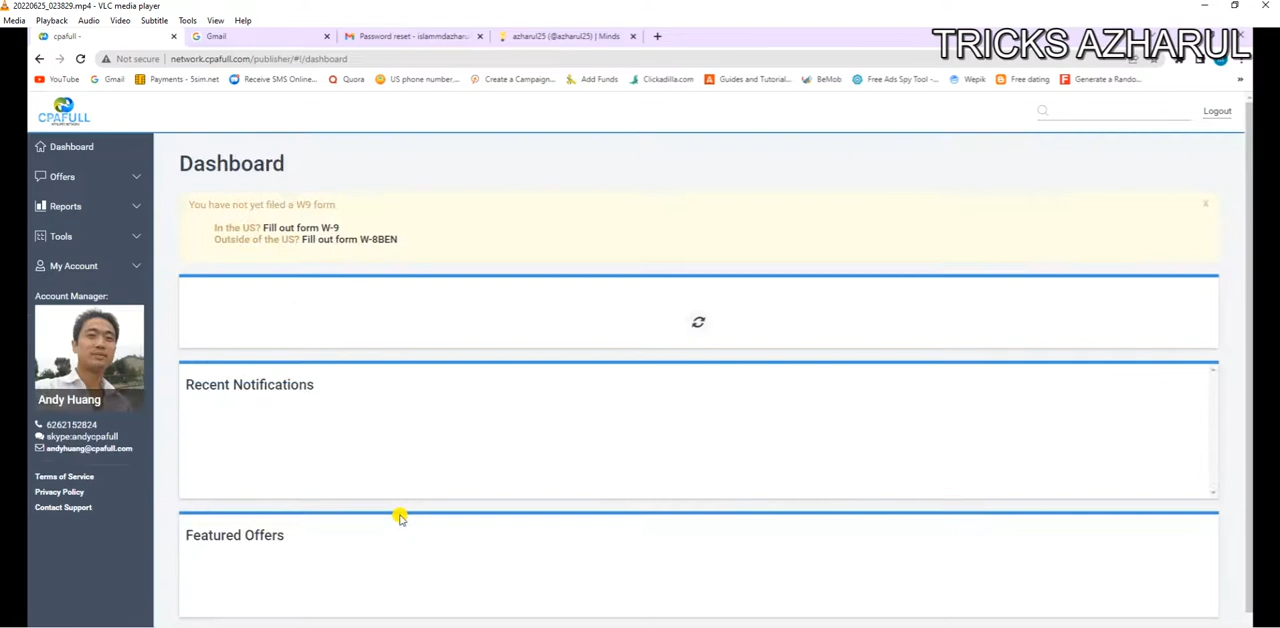 20220625_023829.mp4 - VLC media player
Media Playback Audio Video Subtitle Tools View Help
cpafull -
Gmail
Password reset - islammdazharu
azharul25 (@azharul25) | Minds
TRICKS AZHARUL
Not secure | network.cpafull.com/publisher/#!/dashboard
YouTube Gmail Payments - 5sim.net Receive SMS Online... Quora US phone number,... Create a Campaign... Add Funds Clickadilla.com Guides and Tutorial... BeMob Free Ads Spy Tool -... Wepik Free dating Generate a Rando... »
CPAFULL
Logout
Dashboard
Offers
Reports
Tools
My Account
Account Manager:
Andy Huang
6262152824
skype:andycpafull
andyhuang@cpafull.com
Terms of Service
Privacy Policy
Contact Support
Dashboard
You have not yet filed a W9 form
x
In the US? Fill out form W-9
Outside of the US? Fill out form W-8BEN
Recent Notifications
Featured Offers